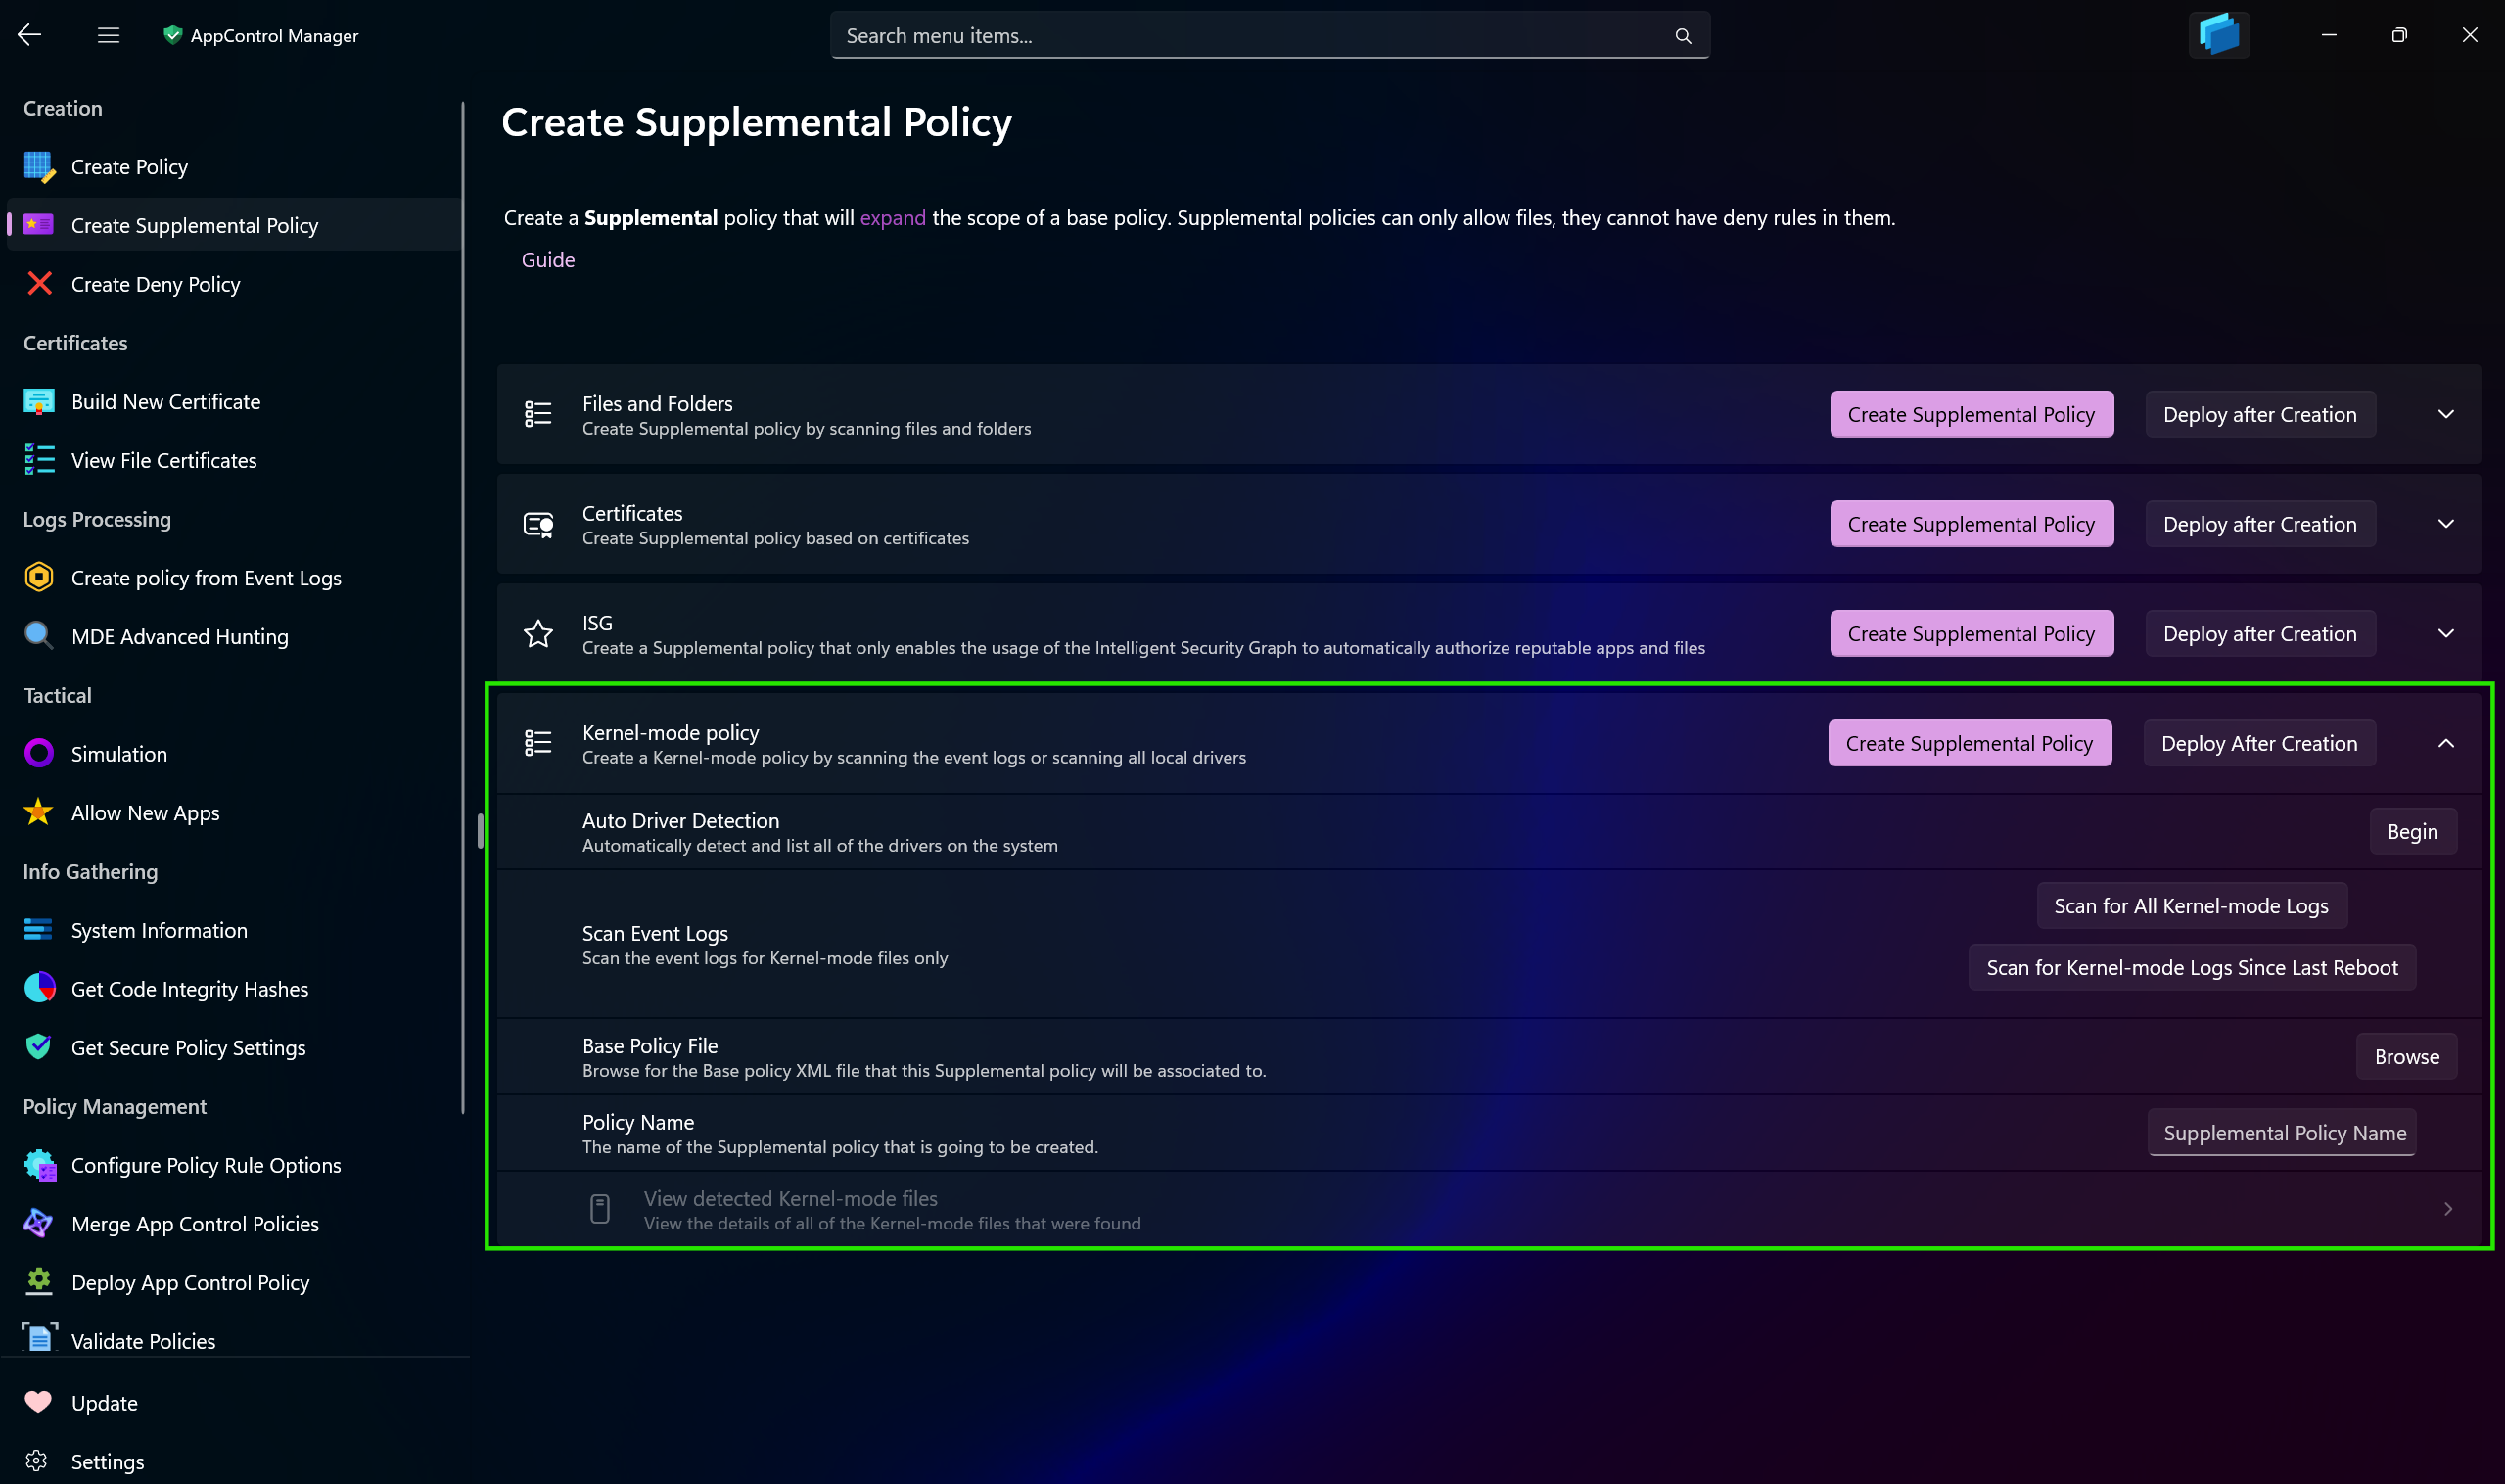 AppControl Manager
Search menu items...
Creation
Create Policy
Create Supplemental Policy
Create Deny Policy
Certificates
Build New Certificate
View File Certificates
Logs Processing
Create policy from Event Logs
MDE Advanced Hunting
Tactical
Simulation
Allow New Apps
Info Gathering
System Information
Get Code Integrity Hashes
Get Secure Policy Settings
Policy Management
Configure Policy Rule Options
Merge App Control Policies
Deploy App Control Policy
Validate Policies
Update
Settings
Create Supplemental Policy
Create a Supplemental policy that will expand the scope of a base policy. Supplemental policies can only allow files, they cannot have deny rules in them.
Guide
Files and Folders
Create Supplemental policy by scanning files and folders
Create Supplemental Policy
Deploy after Creation
Certificates
Create Supplemental policy based on certificates
Create Supplemental Policy
Deploy after Creation
ISG
Create a Supplemental policy that only enables the usage of the Intelligent Security Graph to automatically authorize reputable apps and files
Create Supplemental Policy
Deploy after Creation
Kernel-mode policy
Create a Kernel-mode policy by scanning the event logs or scanning all local drivers
Create Supplemental Policy
Deploy After Creation
Auto Driver Detection
Automatically detect and list all of the drivers on the system
Begin
Scan Event Logs
Scan the event logs for Kernel-mode files only
Scan for All Kernel-mode Logs
Scan for Kernel-mode Logs Since Last Reboot
Base Policy File
Browse for the Base policy XML file that this Supplemental policy will be associated to.
Browse
Policy Name
The name of the Supplemental policy that is going to be created.
Supplemental Policy Name
View detected Kernel-mode files
View the details of all of the Kernel-mode files that were found